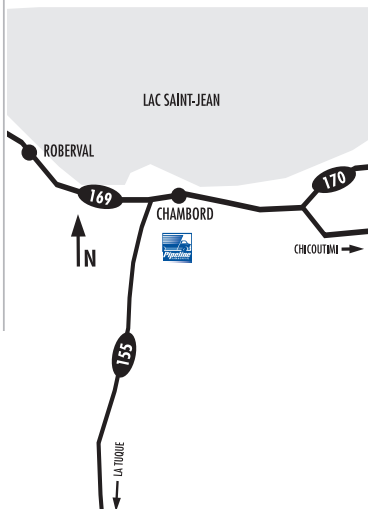 LAC SAINT-JEAN
ROBERVAL
170
169
CHAMBORD
N
Pipeline
CHICOUTIMI
155
LA TUQUE